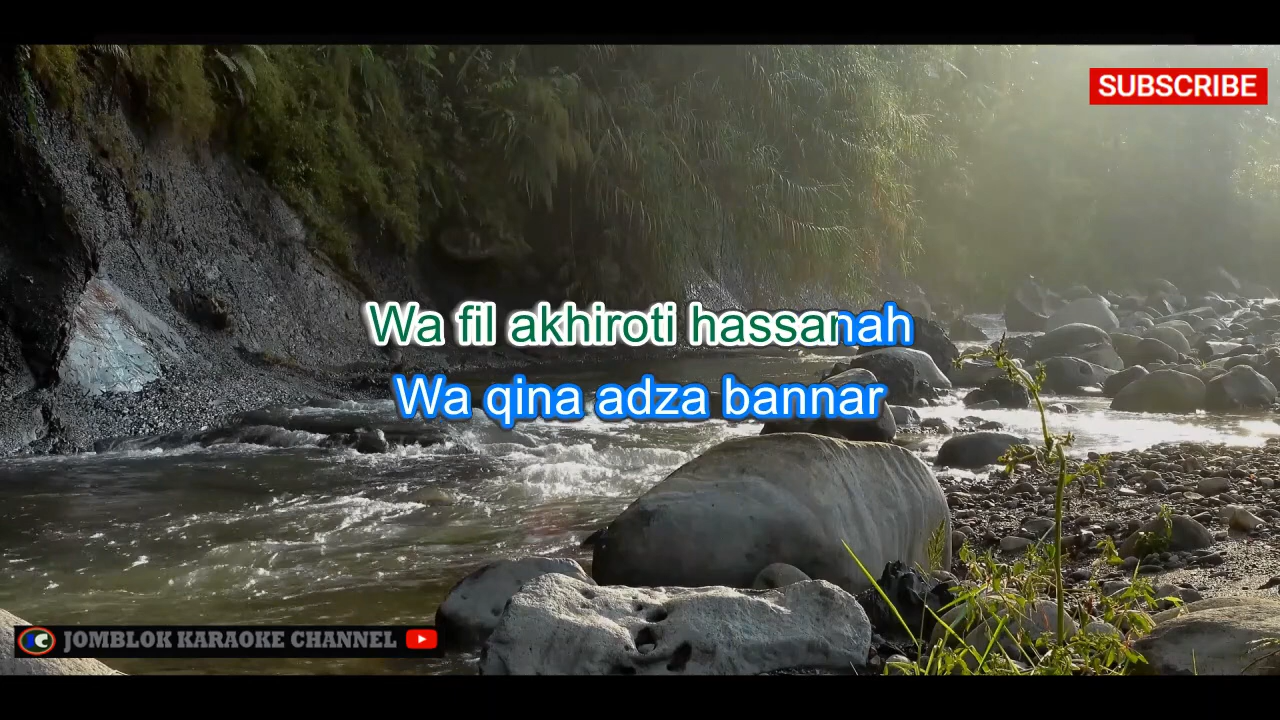 SUBSCRIBE
Wa fil akhiroti hassanah
Wa qina adza bannar
JOMBLOK KARAOKE CHANNEL